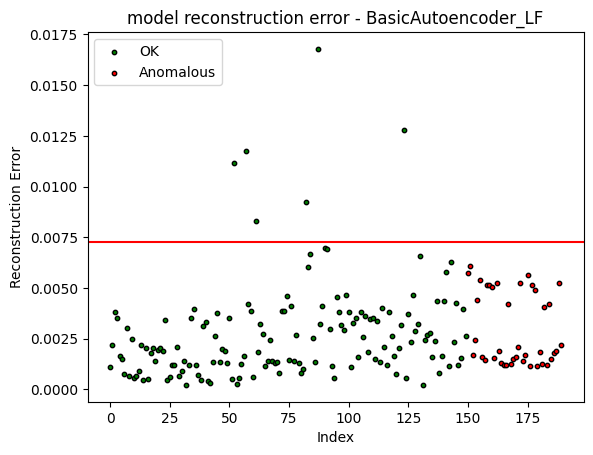 model reconstruction error - BasicAutoencoder_LF
OK
Anomalous
0.0175
0.0150
0.0125
0.0100
0.0075
0.0050
0.0025
0.0000
Reconstruction Error
0 25 50 75 100 125 150 175
Index